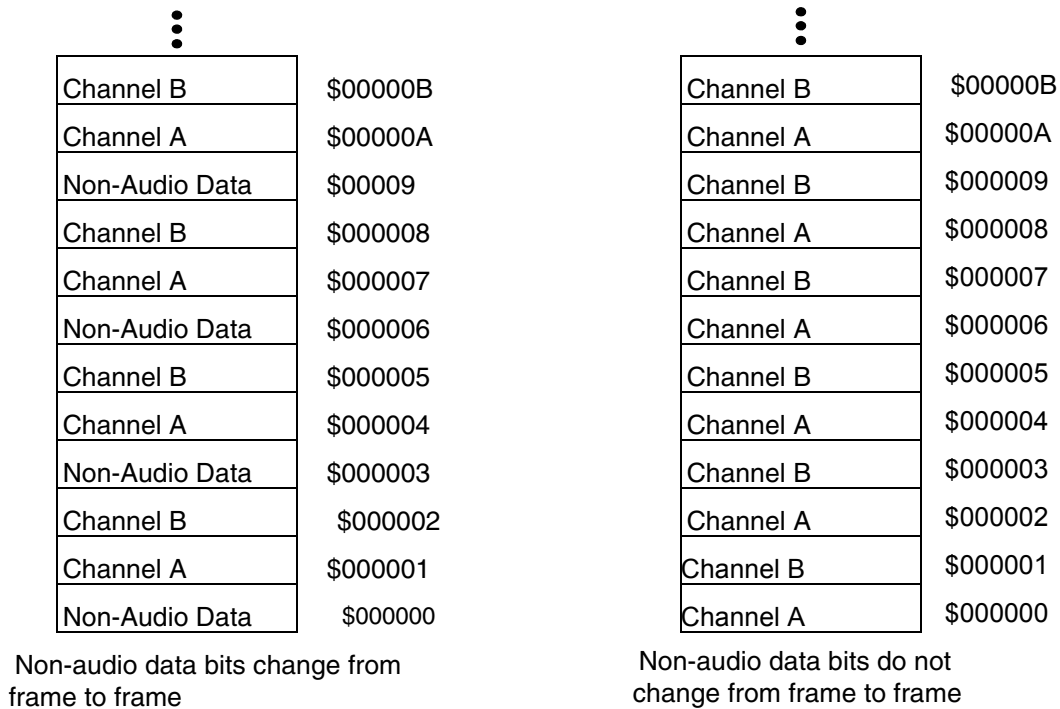 Channel B $00000B
Channel A $00000A
Non-Audio Data $00009
Channel B $000008
Channel A $000007
Non-Audio Data $000006
Channel B $000005
Channel A $000004
Non-Audio Data $000003
Channel B $000002
Channel A $000001
Non-Audio Data $000000
Non-audio data bits change from
frame to frame
Channel B $00000B
Channel A $00000A
Channel B $000009
Channel A $000008
Channel B $000007
Channel A $000006
Channel B $000005
Channel A $000004
Channel B $000003
Channel A $000002
Channel B $000001
Channel A $000000
Non-audio data bits do not
change from frame to frame